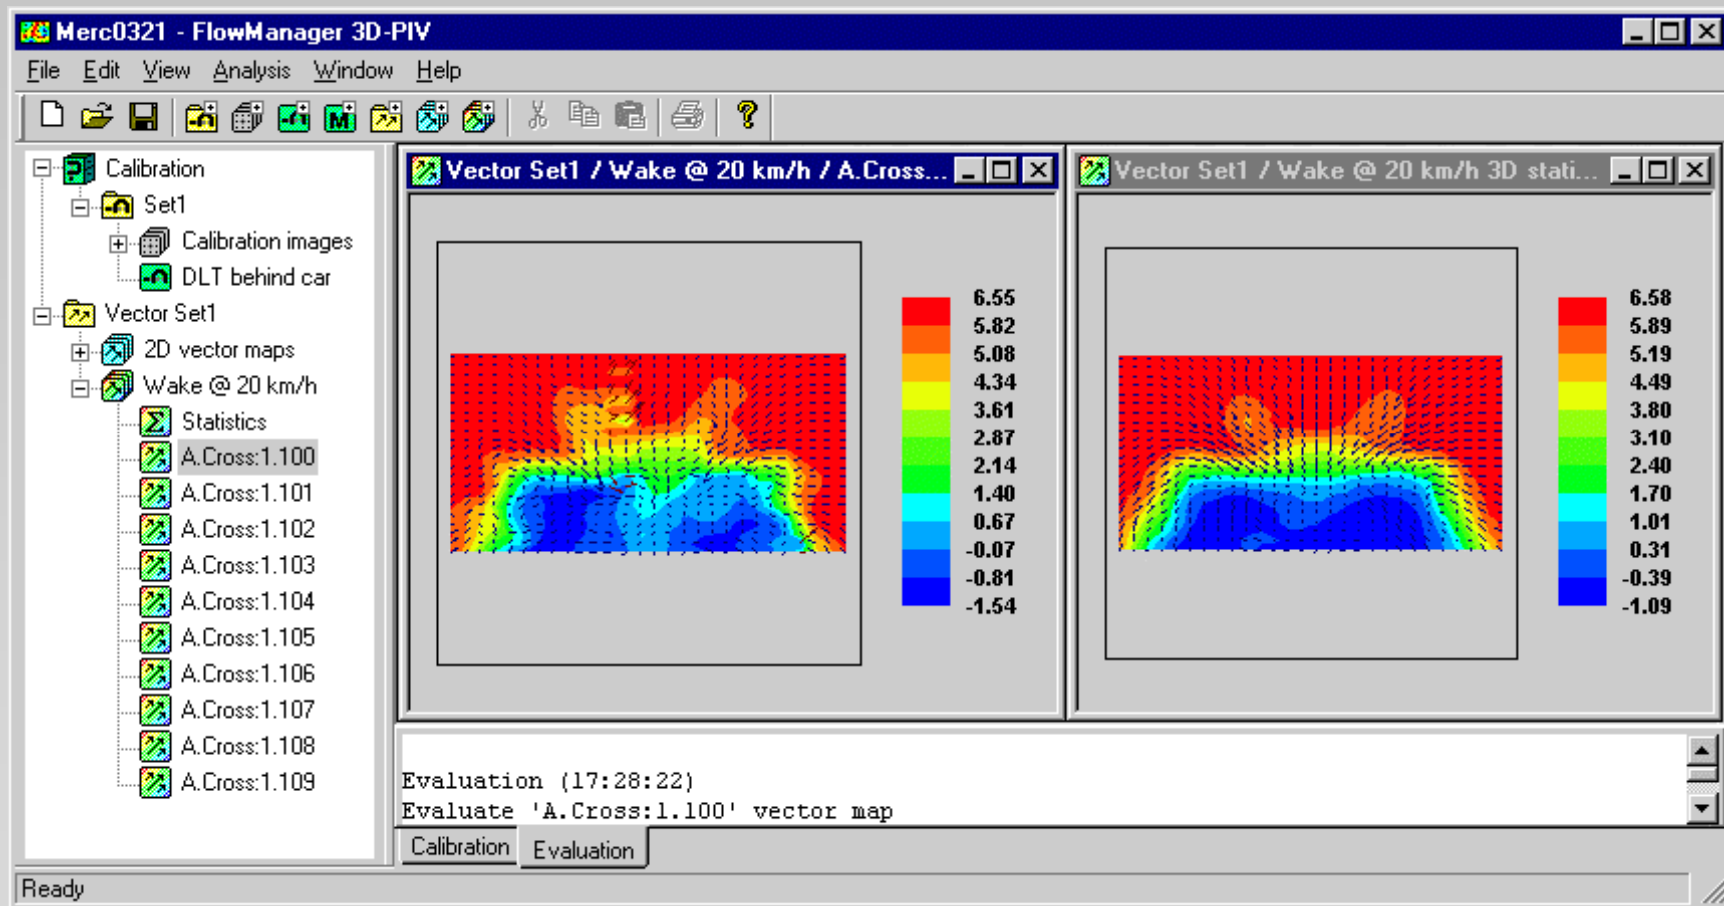 Merc0321 - FlowManager 3D-PIV
File Edit View Analysis Window Help
Calibration
Set1
Calibration images
DLT behind car
Vector Set1
2D vector maps
Wake @ 20 km/h
Statistics
A.Cross:1.100
A.Cross:1.101
A.Cross:1.102
A.Cross:1.103
A.Cross:1.104
A.Cross:1.105
A.Cross:1.106
A.Cross:1.107
A.Cross:1.108
A.Cross:1.109
Vector Set1 / Wake @ 20 km/h / A.Cross...
6.55
5.82
5.08
4.34
3.61
2.87
2.14
1.40
0.67
-0.07
-0.81
-1.54
Vector Set1 / Wake @ 20 km/h 3D stati...
6.58
5.89
5.19
4.49
3.80
3.10
2.40
1.70
1.01
0.31
-0.39
-1.09
Evaluation (17:28:22)
Evaluate 'A.Cross:1.100' vector map
Calibration Evaluation
Ready